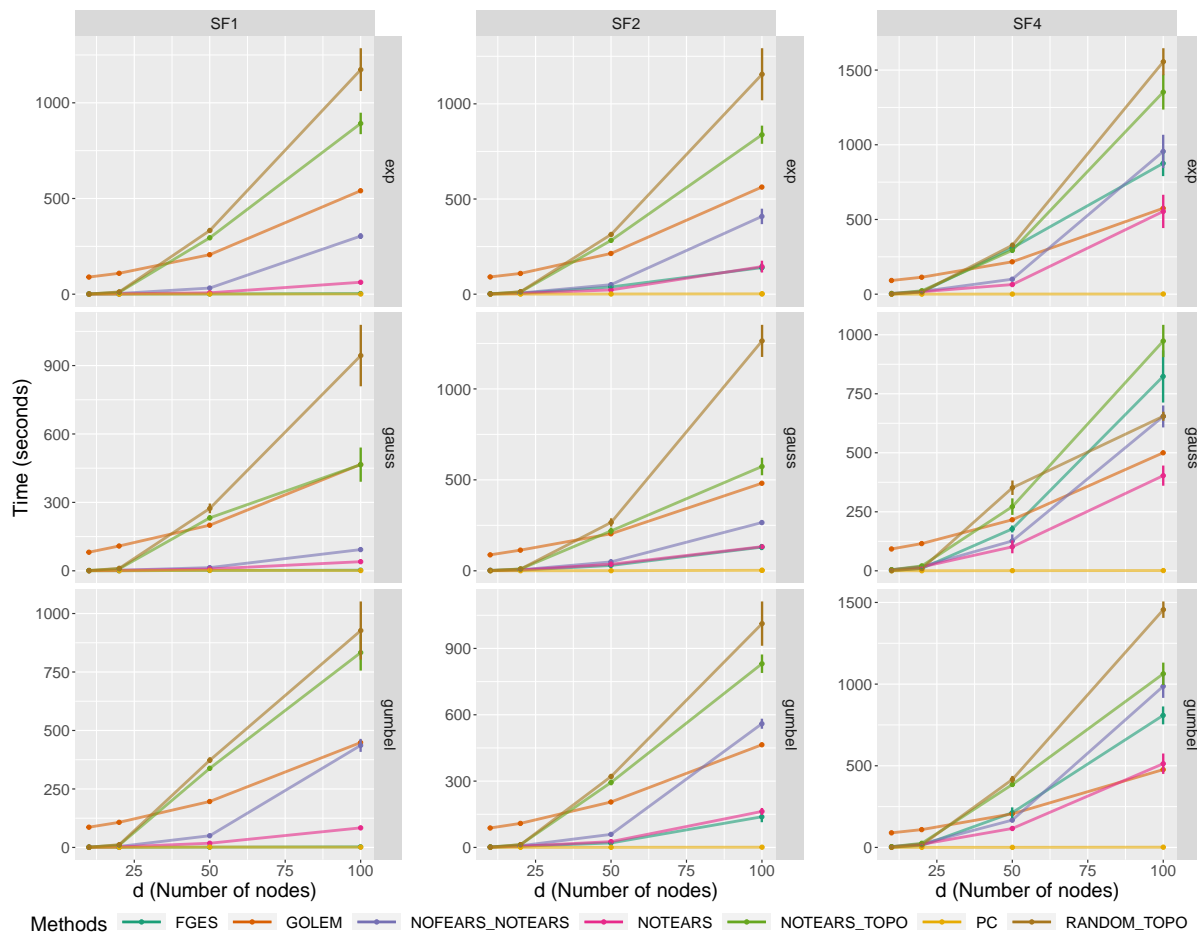 SF1
SF2
SF4
1000
500
0
exp
1000
500
0
exp
1500
1000
500
0
exp
Time (seconds)
900
600
300
0
gauss
1000
500
0
gauss
1000
750
500
250
0
gauss
1000
750
500
250
0
gumbel
900
600
300
0
gumbel
1500
1000
500
0
gumbel
25 50 75 100
25 50 75 100
25 50 75 100
d (Number of nodes)
d (Number of nodes)
d (Number of nodes)
Methods FGES GOLEM NOFEARS_NOTEARS NOTEARS NOTEARS_TOPO PC RANDOM_TOPO